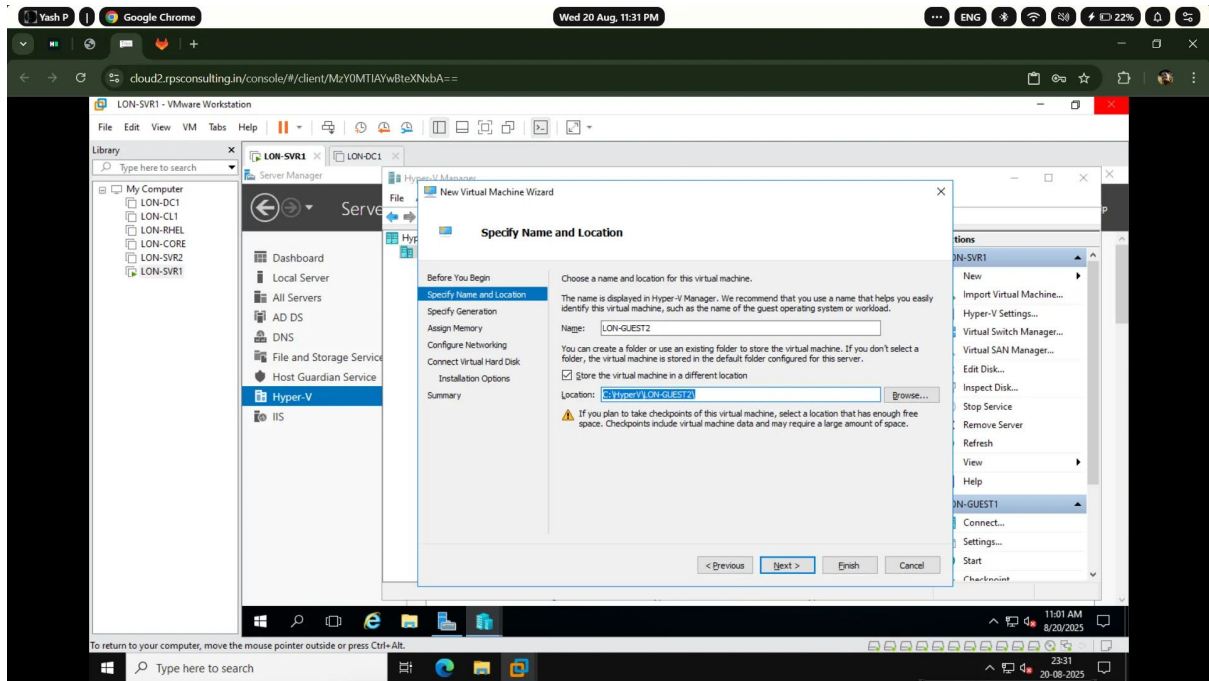 Yash P
Google Chrome
Wed 20 Aug, 11:31 PM
ENG
22%
cloud2.rpsconsulting.in/console/#/client/MzY0MTIAYwBteXNxbA==
LON-SVR1 - VMware Workstation
File Edit View VM Tabs Help
Library
Type here to search
My Computer
LON-DC1
LON-CL1
LON-RHEL
LON-CORE
LON-SVR2
LON-SVR1
LON-SVR1
LON-DC1
Server Manager
Serve
Dashboard
Local Server
All Servers
AD DS
DNS
File and Storage Service
Host Guardian Service
Hyper-V
IIS
Hyper-V Manager
File
Hyp
New Virtual Machine Wizard
Specify Name and Location
Before You Begin
Specify Name and Location
Specify Generation
Assign Memory
Configure Networking
Connect Virtual Hard Disk
Installation Options
Summary
Choose a name and location for this virtual machine.
The name is displayed in Hyper-V Manager. We recommend that you use a name that helps you easily
identify this virtual machine, such as the name of the guest operating system or workload.
Name: LON-GUEST2
You can create a folder or use an existing folder to store the virtual machine. If you don't select a
folder, the virtual machine is stored in the default folder configured for this server.
Store the virtual machine in a different location
Location: C:\HyperV\LON-GUEST2\
Browse...
If you plan to take checkpoints of this virtual machine, select a location that has enough free
space. Checkpoints include virtual machine data and may require a large amount of space.
< Previous
Next >
Finish
Cancel
tions
ON-SVR1
New
Import Virtual Machine...
Hyper-V Settings...
Virtual Switch Manager...
Virtual SAN Manager...
Edit Disk...
Inspect Disk...
Stop Service
Remove Server
Refresh
View
Help
ON-GUEST1
Connect...
Settings...
Start
Checkpoint
11:01 AM
8/20/2025
To return to your computer, move the mouse pointer outside or press Ctrl+Alt.
Type here to search
23:31
20-08-2025